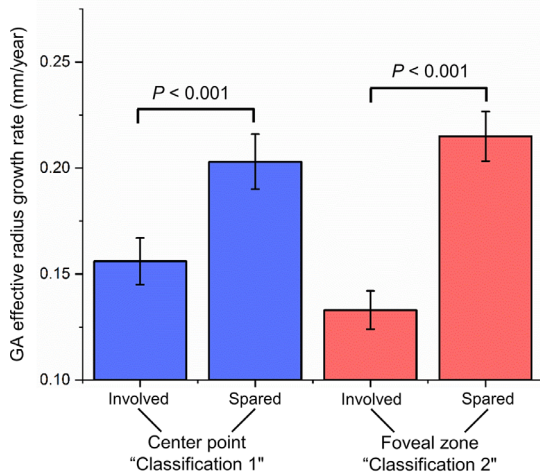 GA effective radius growth rate (mm/year)
0.25
0.20
0.15
0.10
P < 0.001
P < 0.001
Involved
Spared
Involved
Spared
Center point
"Classification 1"
Foveal zone
"Classification 2"